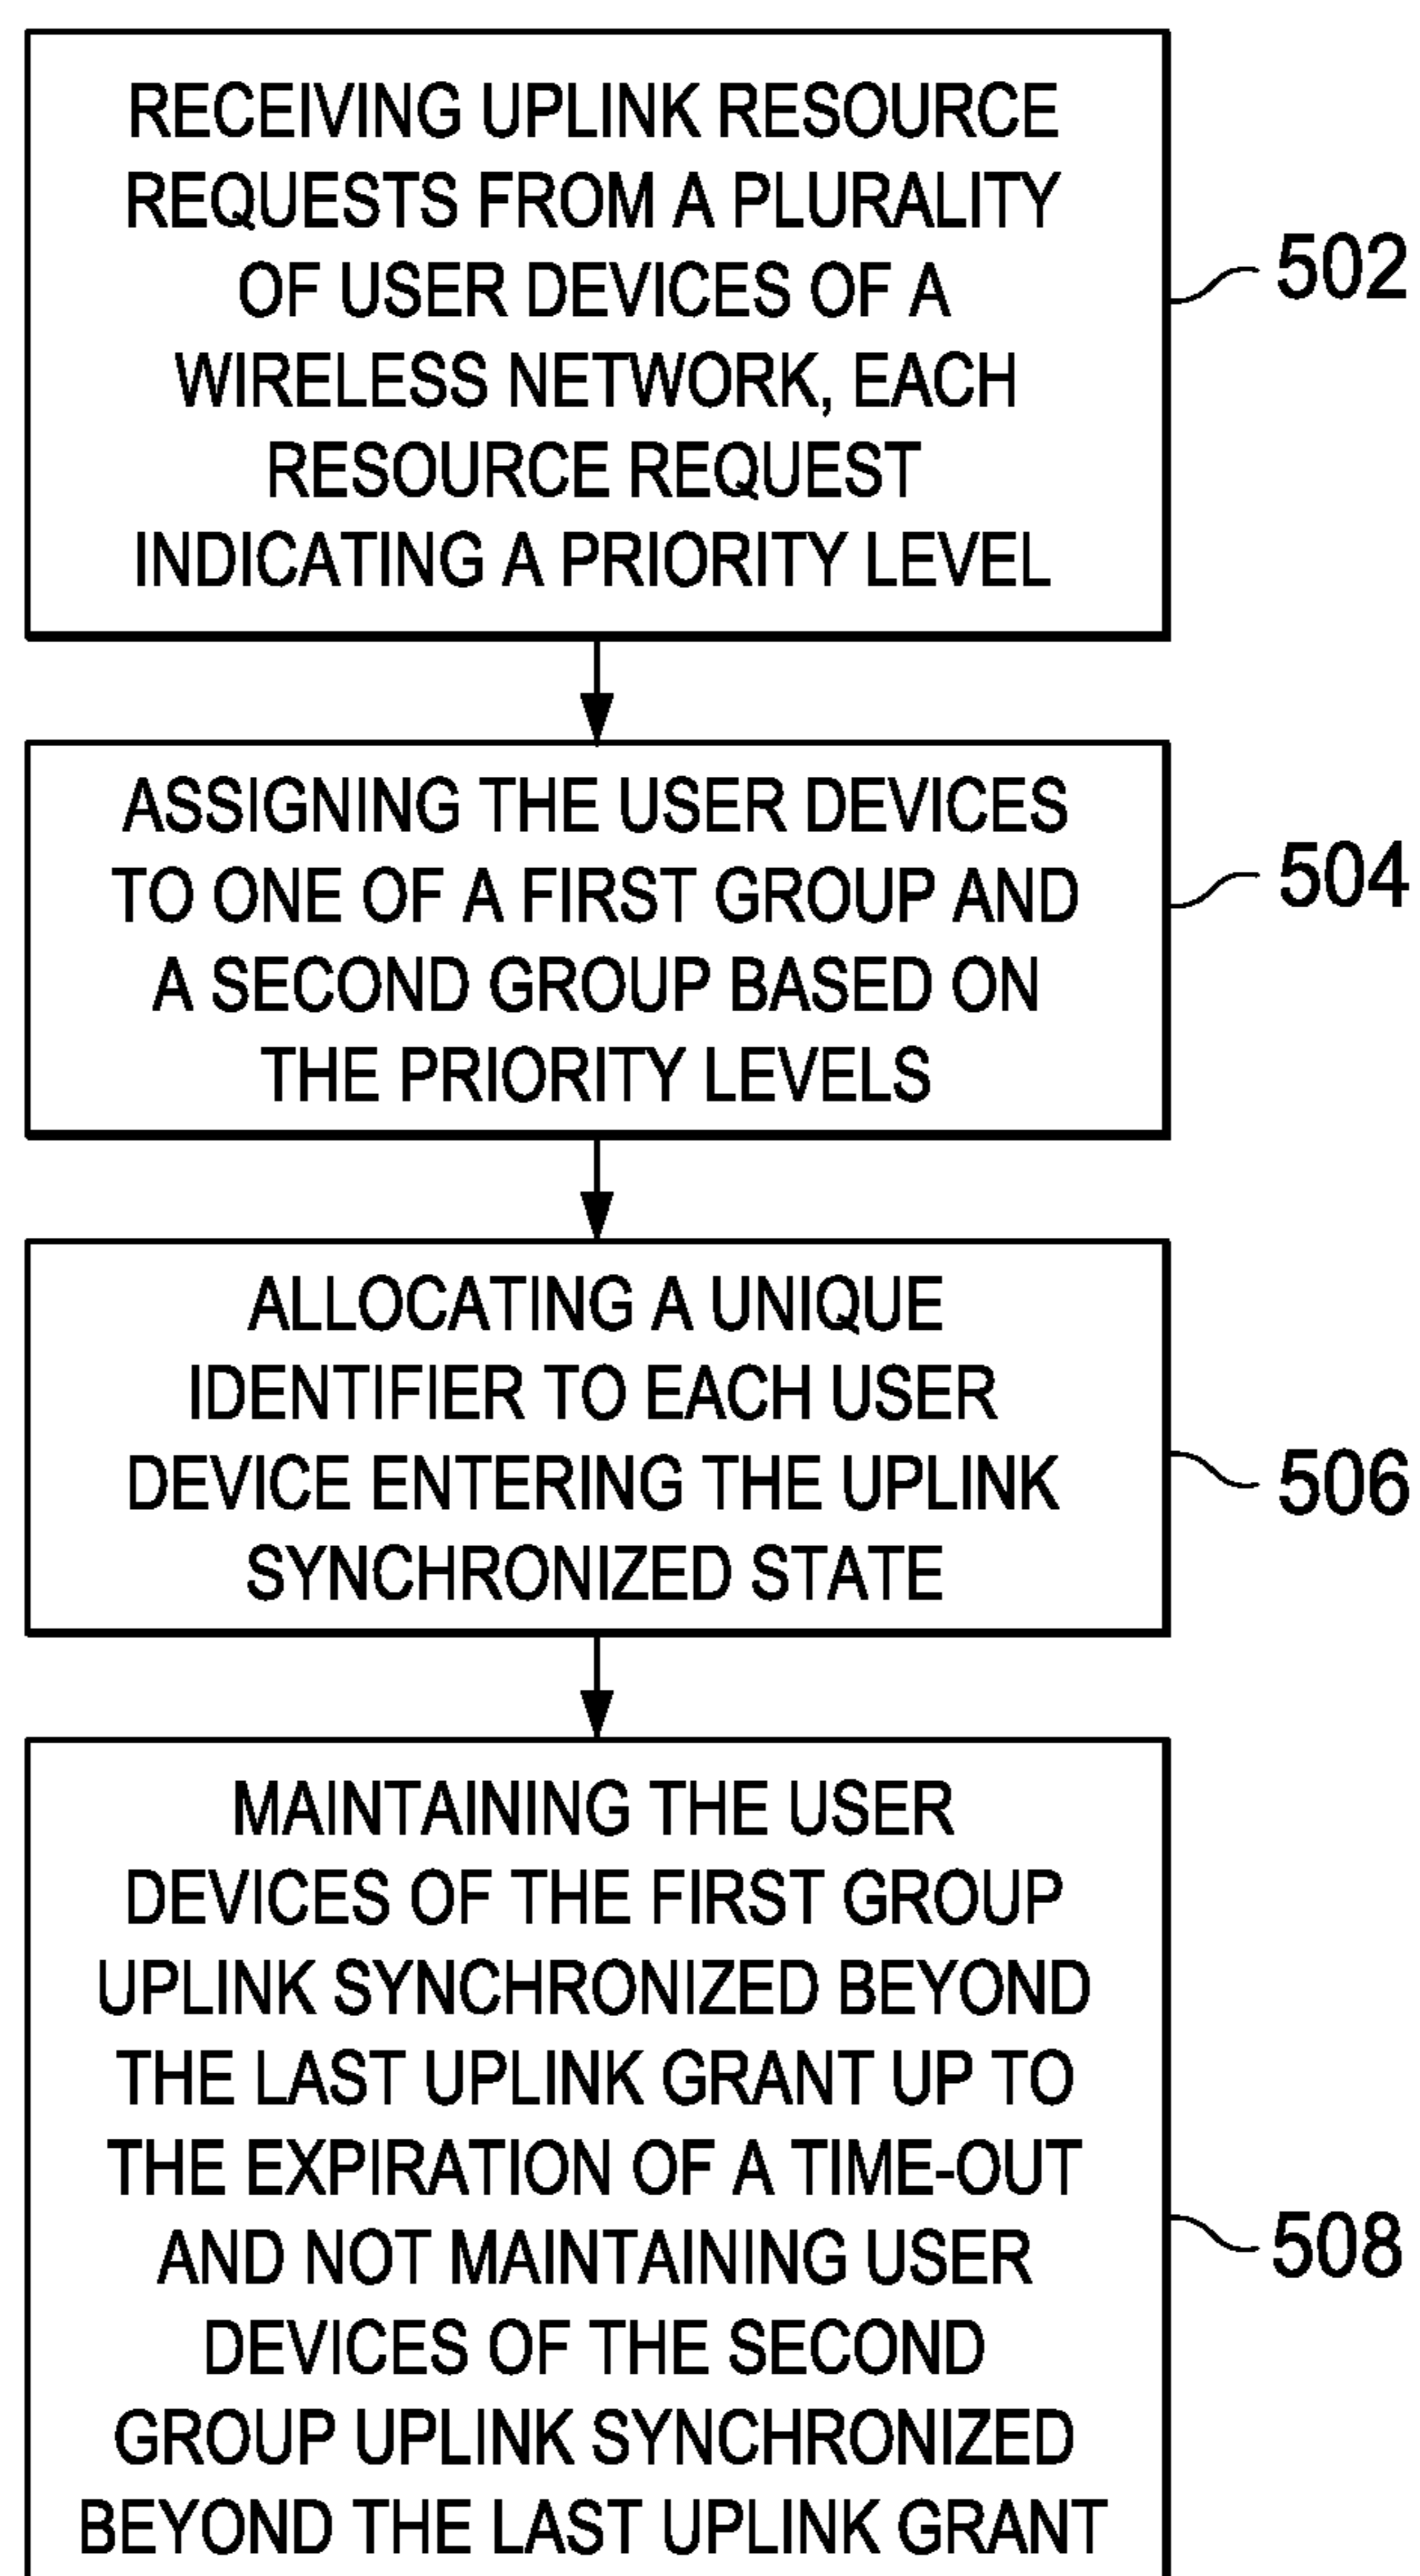 RECEIVING UPLINK RESOURCE
REQUESTS FROM A PLURALITY
OF USER DEVICES OF A
WIRELESS NETWORK, EACH
RESOURCE REQUEST
INDICATING A PRIORITY LEVEL
502
ASSIGNING THE USER DEVICES
TO ONE OF A FIRST GROUP AND
A SECOND GROUP BASED ON
THE PRIORITY LEVELS
504
ALLOCATING A UNIQUE
IDENTIFIER TO EACH USER
DEVICE ENTERING THE UPLINK
SYNCHRONIZED STATE
506
MAINTAINING THE USER
DEVICES OF THE FIRST GROUP
UPLINK SYNCHRONIZED BEYOND
THE LAST UPLINK GRANT UP TO
THE EXPIRATION OF A TIME-OUT
AND NOT MAINTAINING USER
DEVICES OF THE SECOND
GROUP UPLINK SYNCHRONIZED
BEYOND THE LAST UPLINK GRANT
508